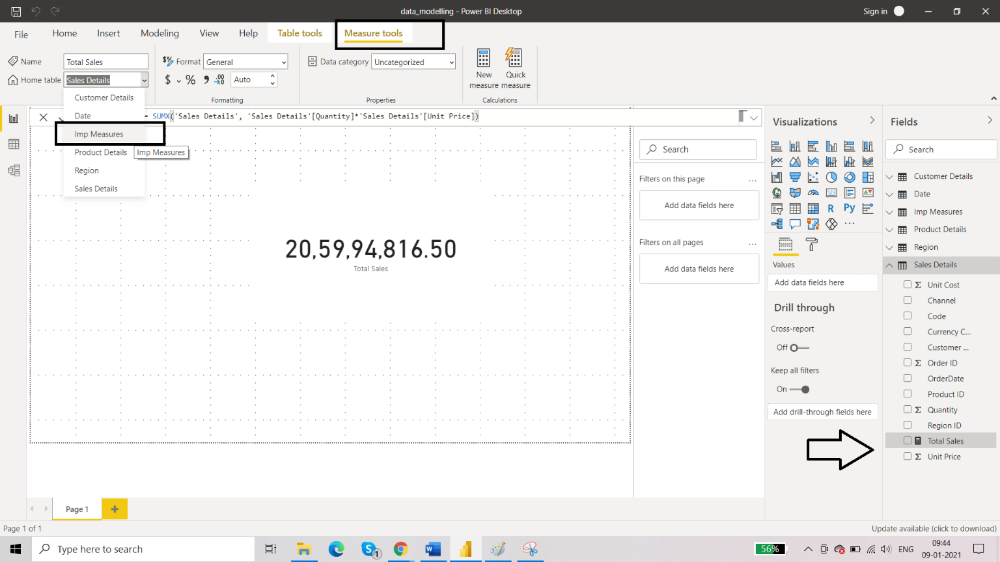 data_modelling - Power BI Desktop
Sign in
File
Home
Insert
Modeling
View
Help
Table tools
Measure tools
Name
Total Sales
Home table
Sales Details
Format
General
$
%
Auto
Formatting
Data category
Uncategorized
Properties
New
measure
Quick
measure
Calculations
Customer Details
Date
Imp Measures
Product Details
Region
Sales Details
Imp Measures
= SUMX('Sales Details', 'Sales Details'[Quantity]*'Sales Details'[Unit Price])
20,59,94,816.50
Total Sales
Search
Filters on this page
...
Add data fields here
Filters on all pages
...
Add data fields here
Visualizations
123
R
Py
...
Values
Add data fields here
Drill through
Cross-report
Off
Keep all filters
On
Add drill-through fields here
Fields
Search
Customer Details
Date
Imp Measures
Product Details
Region
Sales Details
Σ Unit Cost
Channel
Code
Currency C...
Customer ...
Σ Order ID
OrderDate
Product ID
Σ Quantity
Region ID
Total Sales
Σ Unit Price
Page 1
+
Page 1 of 1
Update available (click to download)
Type here to search
1
56%
ENG
09:44
09-01-2021